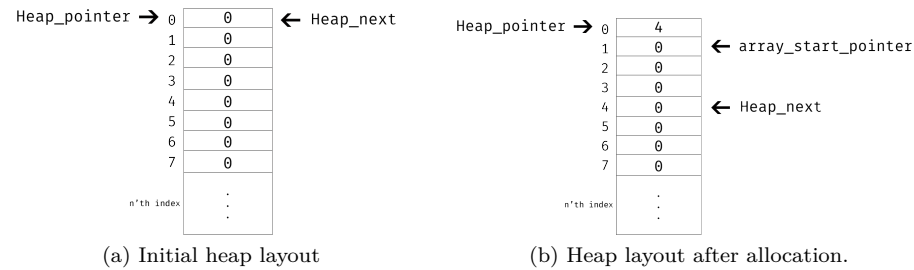 Heap_pointer → 0 0 ← Heap_next
1 0
2 0
3 0
4 0
5 0
6 0
7 0
n'th index . . .
(a) Initial heap layout
Heap_pointer → 0 4
1 0 ← array_start_pointer
2 0
3 0
4 0 ← Heap_next
5 0
6 0
7 0
n'th index . . .
(b) Heap layout after allocation.